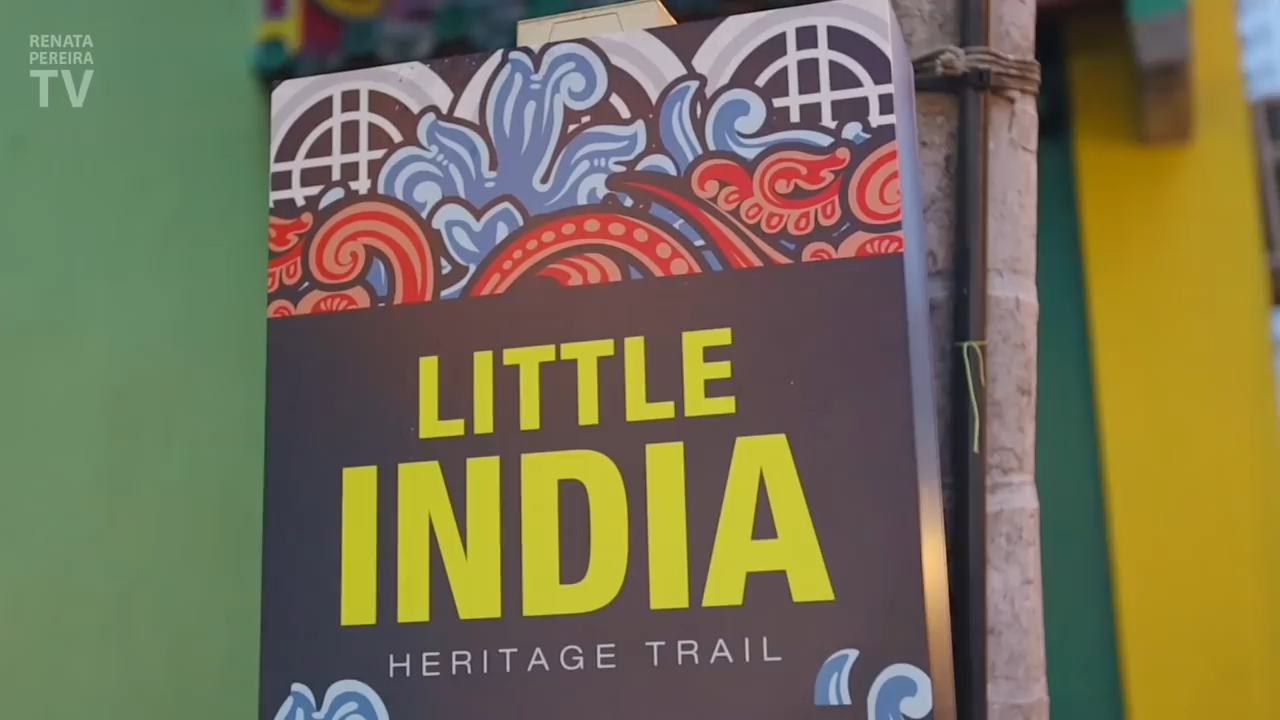 RENATA
PEREIRA
TV
LITTLE
INDIA
HERITAGE TRAIL